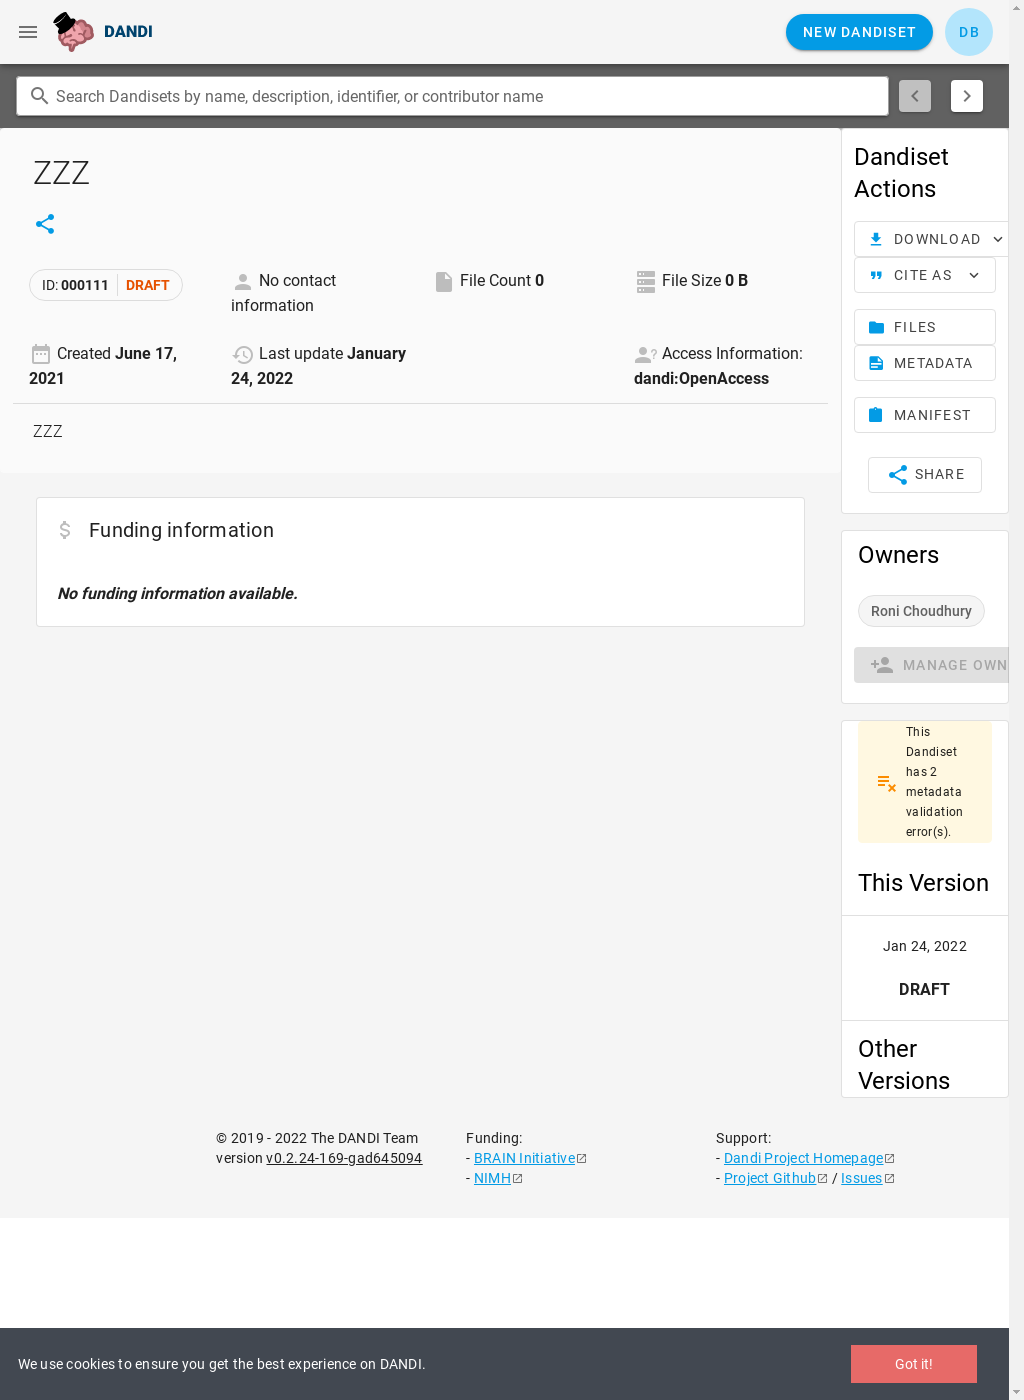 DANDI
NEW DANDISET
DB
Search Dandisets by name, description, identifier, or contributor name
ZZZ
ID: 000111 DRAFT
No contact
information
File Count 0
File Size 0 B
Created June 17,
2021
Last update January
24, 2022
Access Information:
dandi:OpenAccess
ZZZ
Funding information
No funding information available.
Dandiset
Actions
DOWNLOAD
CITE AS
FILES
METADATA
MANIFEST
SHARE
Owners
Roni Choudhury
MANAGE OWN
This
Dandiset
has 2
metadata
validation
error(s).
This Version
Jan 24, 2022
DRAFT
Other
Versions
© 2019 - 2022 The DANDI Team
version v0.2.24-169-gad645094
Funding:
- BRAIN Initiative
- NIMH
Support:
- Dandi Project Homepage
- Project Github / Issues
We use cookies to ensure you get the best experience on DANDI.
Got it!